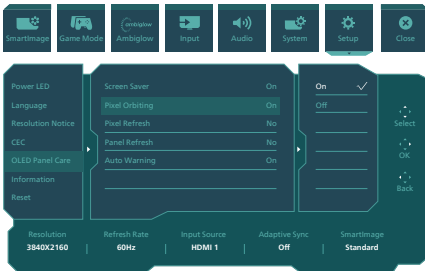 SmartImage
Game Mode
ambiglow
Ambiglow
Input
Audio
System
Setup
Close
Power LED
Language
Resolution Notice
CEC
OLED Panel Care
Information
Reset
Screen Saver On
Pixel Orbiting On
Pixel Refresh No
Panel Refresh No
Auto Warning On
On
Off
Select
OK
Back
Resolution Refresh Rate Input Source Adaptive Sync SmartImage
3840X2160 | 60Hz | HDMI 1 | Off | Standard